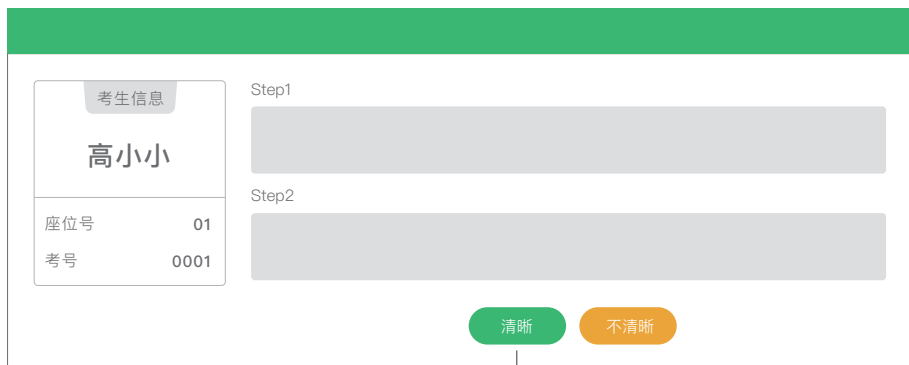 考生信息
高小小
座位号 01
考号 0001
Step1
Step2
清晰 不清晰